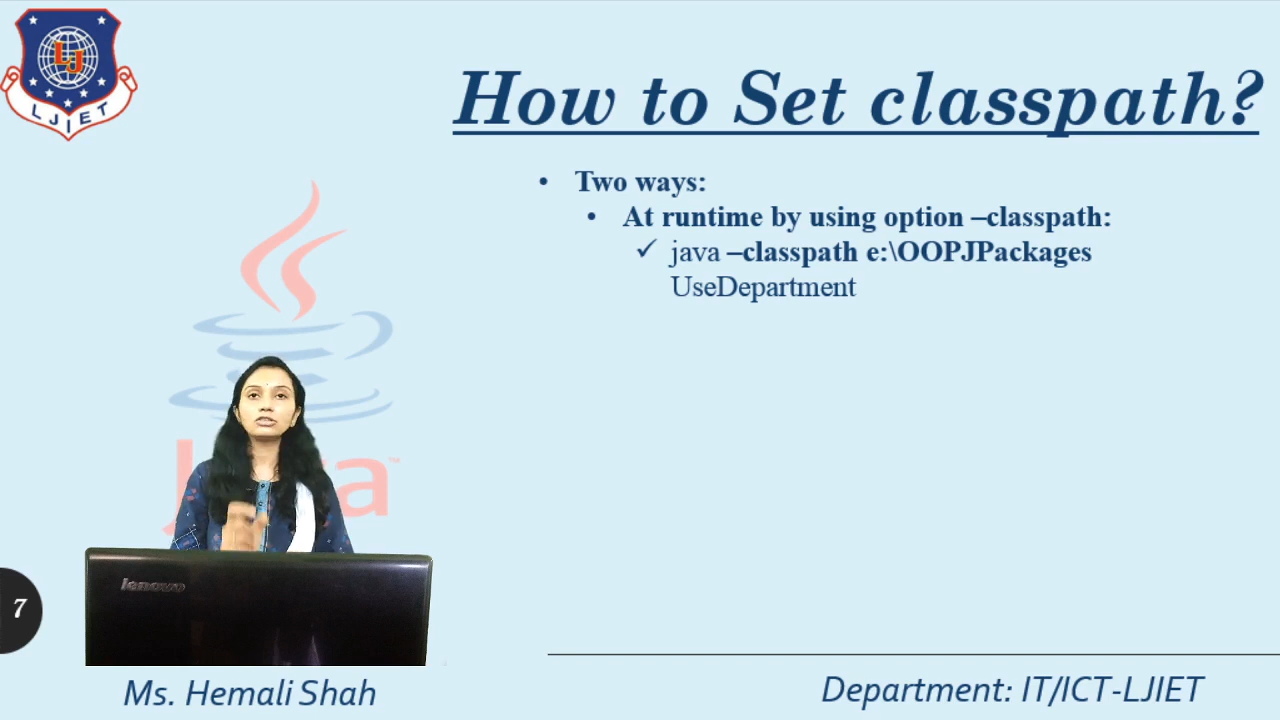 LJ
LJIET
How to Set classpath?
• Two ways:
• At runtime by using option –classpath:
✓ java –classpath e:\OOPJPackages
UseDepartment
Java™
lenovo
7
Ms. Hemali Shah
Department: IT/ICT-LJIET